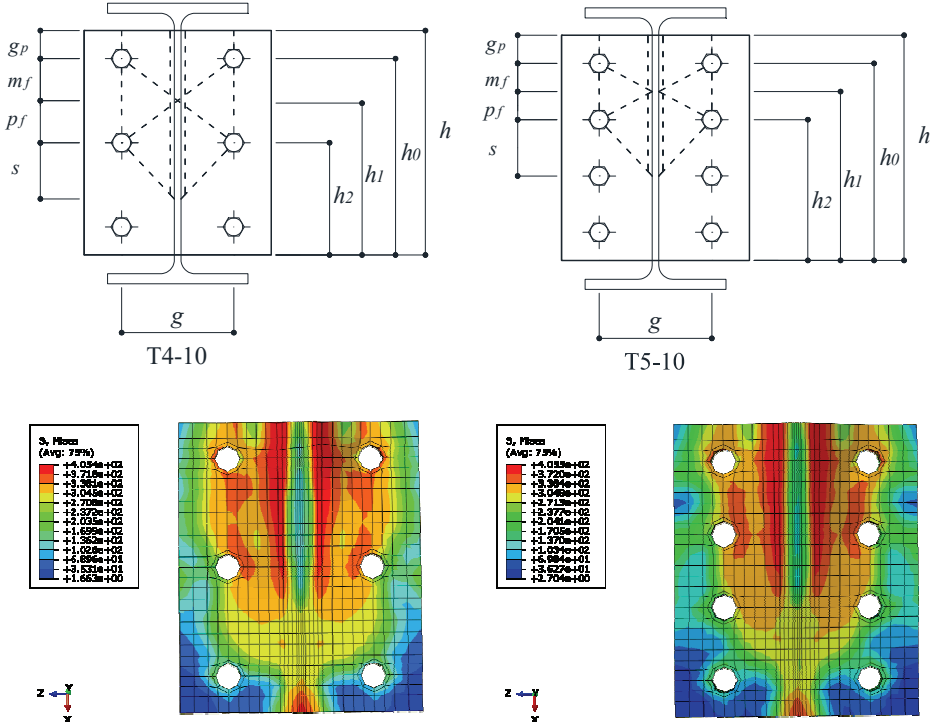 gp
mf
pf
s
h2
h1
h0
h
g
T4-10
gp
mf
pf
s
h2
h1
h0
h
g
T5-10
S, Mises
(Avg: 75%)
+4.054e+02
+3.718e+02
+3.381e+02
+3.045e+02
+2.708e+02
+2.372e+02
+2.035e+02
+1.699e+02
+1.362e+02
+1.026e+02
+6.896e+01
+3.531e+01
+1.663e+00
Z
Y
X
S, Mises
(Avg: 75%)
+4.055e+02
+3.720e+02
+3.384e+02
+3.048e+02
+2.713e+02
+2.377e+02
+2.041e+02
+1.705e+02
+1.370e+02
+1.034e+02
+6.984e+01
+3.627e+01
+2.704e+00
Z
Y
X